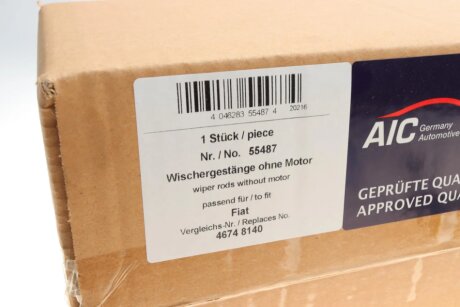 4 046283 55487 4
20216
1 Stück / piece
Nr. / No. 55487
Wischergestänge ohne Motor
wiper rods without motor
passend für / to fit
Fiat
Vergleichs-Nr. / Replaces No.
4674 8140
AIC Germany
Automotive
GEPRÜFTE QUA
APPROVED QUA